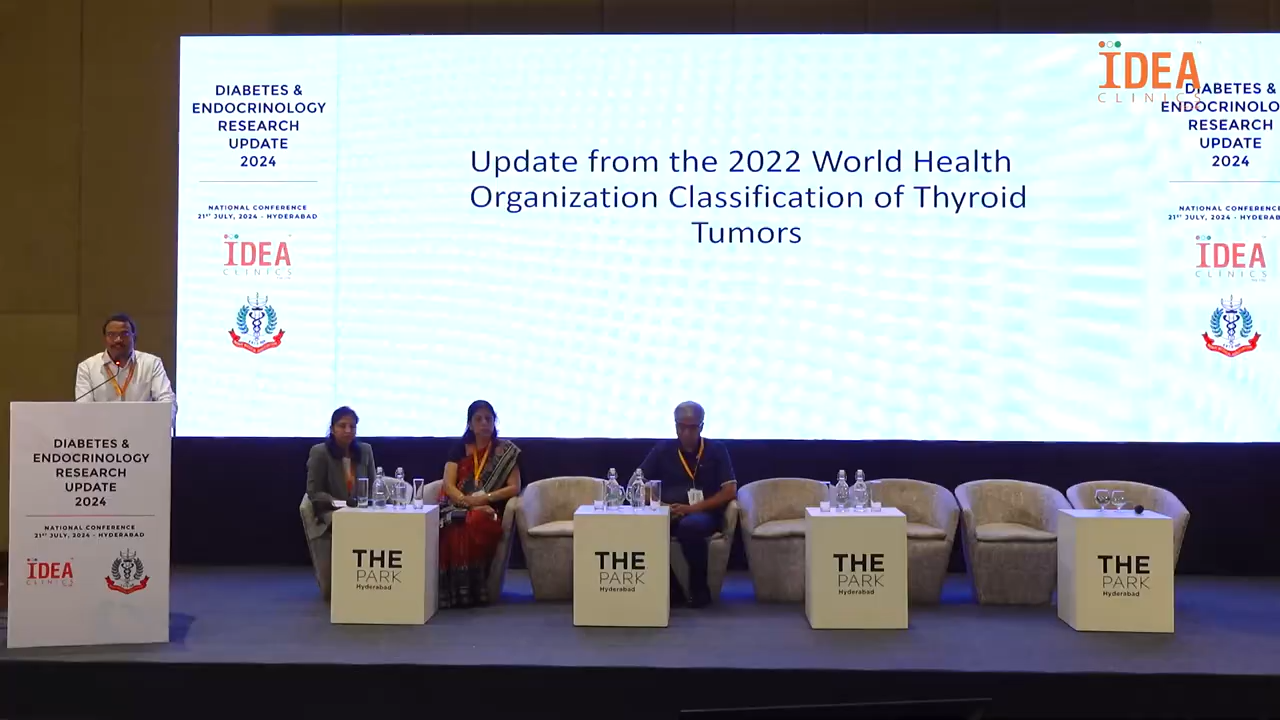 DIABETES &
ENDOCRINOLOGY
RESEARCH
UPDATE
2024
NATIONAL CONFERENCE
21ST JULY, 2024 - HYDERABAD
IDEA
CLINICS
Update from the 2022 World Health
Organization Classification of Thyroid
Tumors
IDEA
CLINICS
DIABETES &
ENDOCRINOLO
RESEARCH
UPDATE
2024
NATIONAL CONFERENCE
21ST JULY, 2024 - HYDERAB
IDEA
CLINICS
DIABETES &
ENDOCRINOLOGY
RESEARCH
UPDATE
2024
NATIONAL CONFERENCE
21ST JULY, 2024 - HYDERABAD
IDEA
CLINICS
THE
PARK
Hyderabad
THE
PARK
Hyderabad
THE
PARK
Hyderabad
THE
PARK
Hyderabad